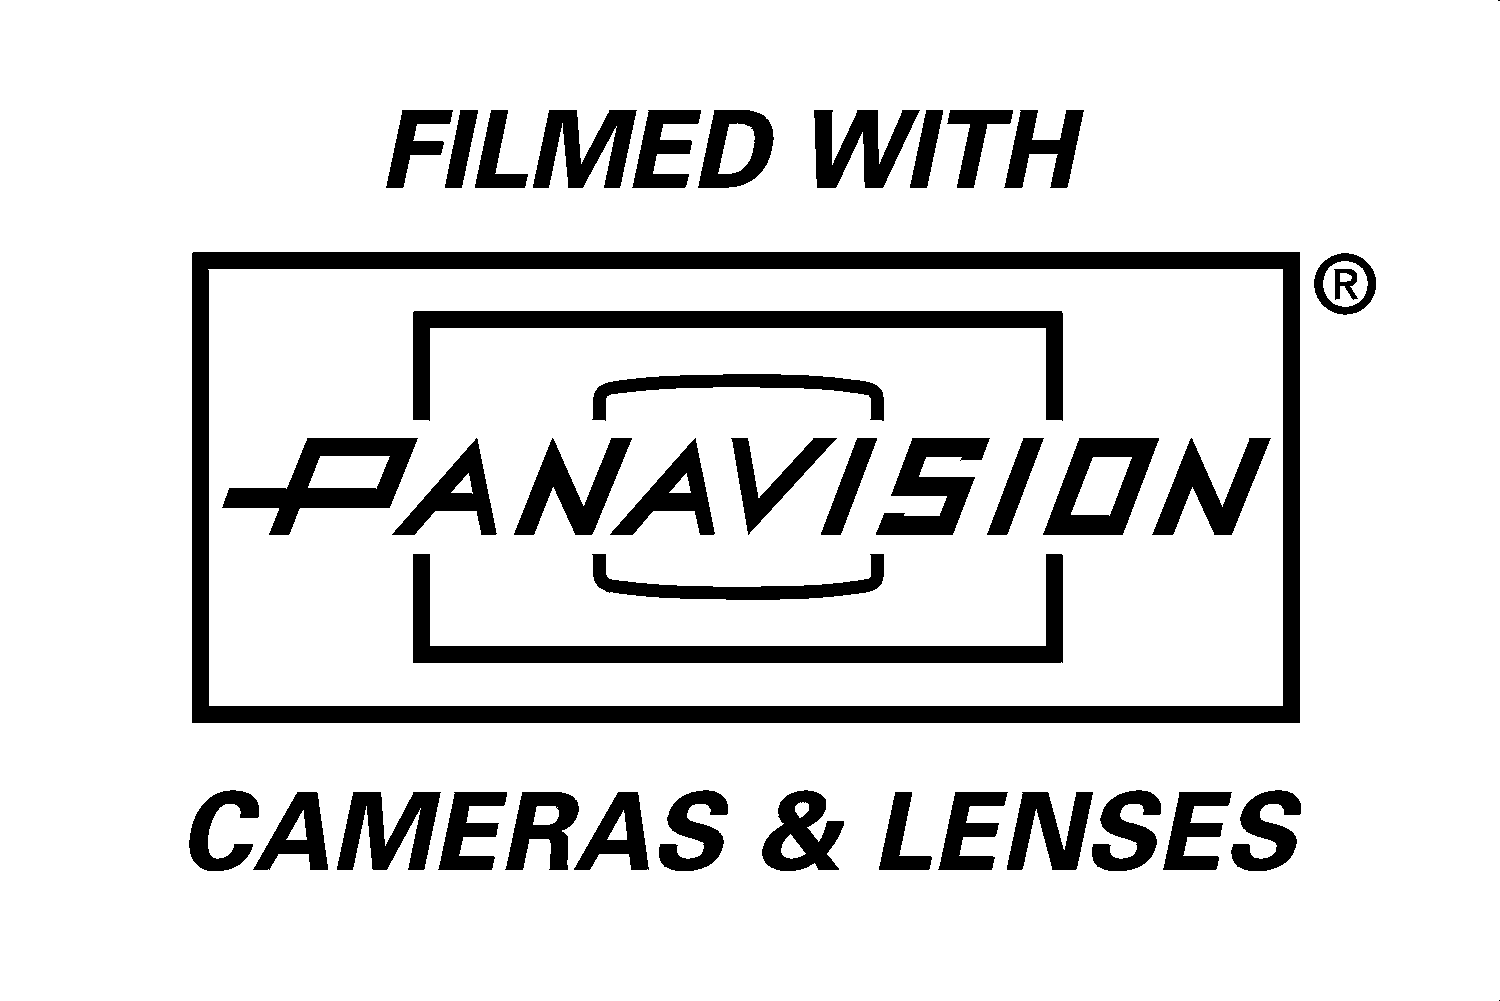 FILMED WITH
PANAVISION®
CAMERAS & LENSES